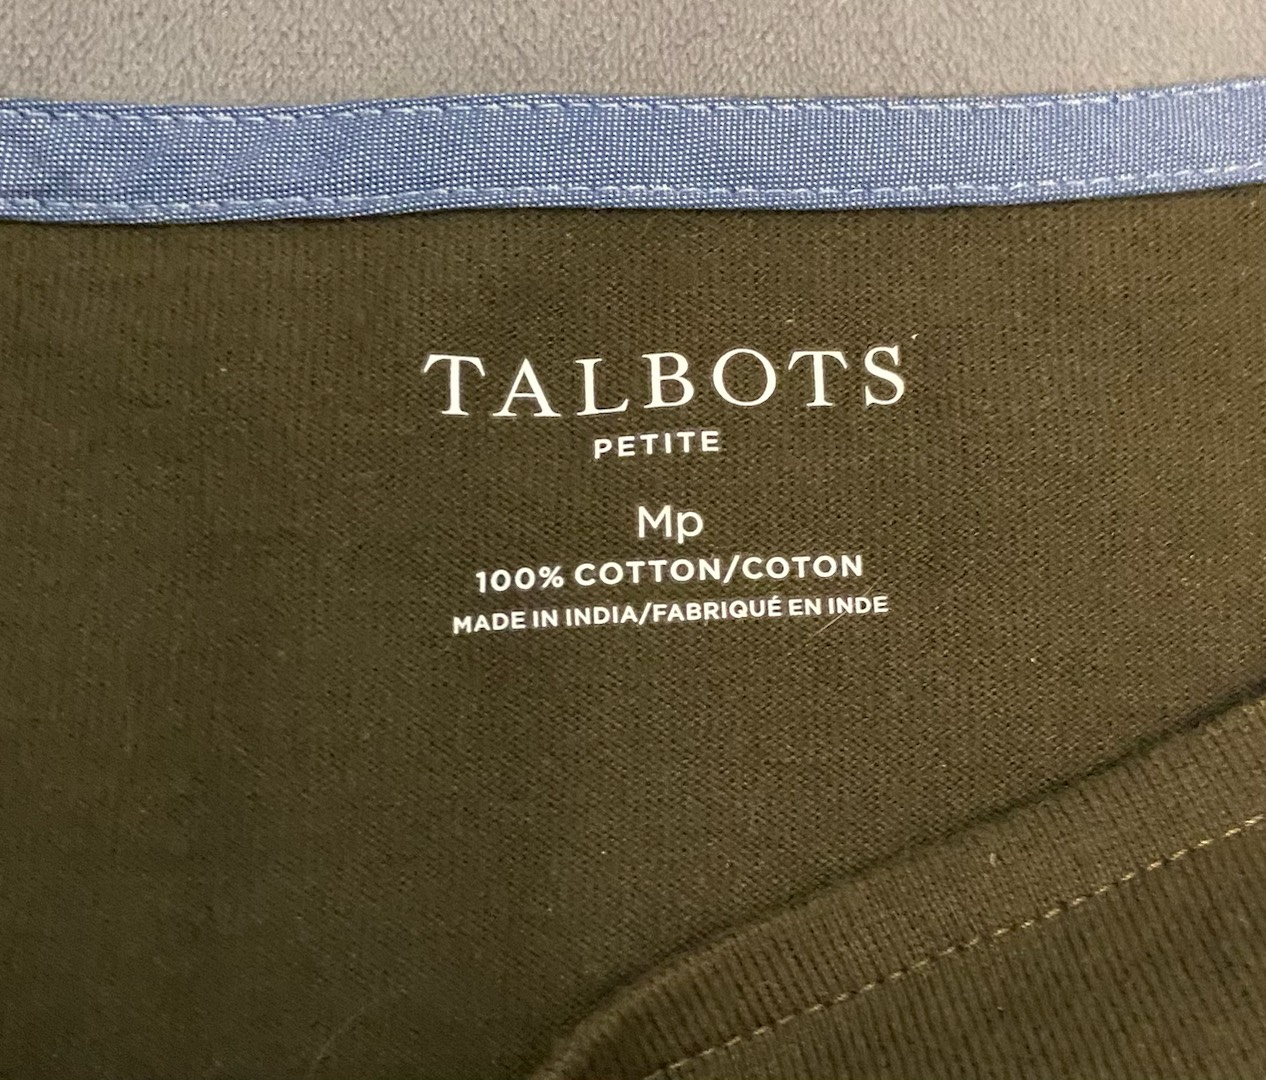 TALBOTS
PETITE
Mp
100% COTTON/COTON
MADE IN INDIA/FABRIQUÉ EN INDE